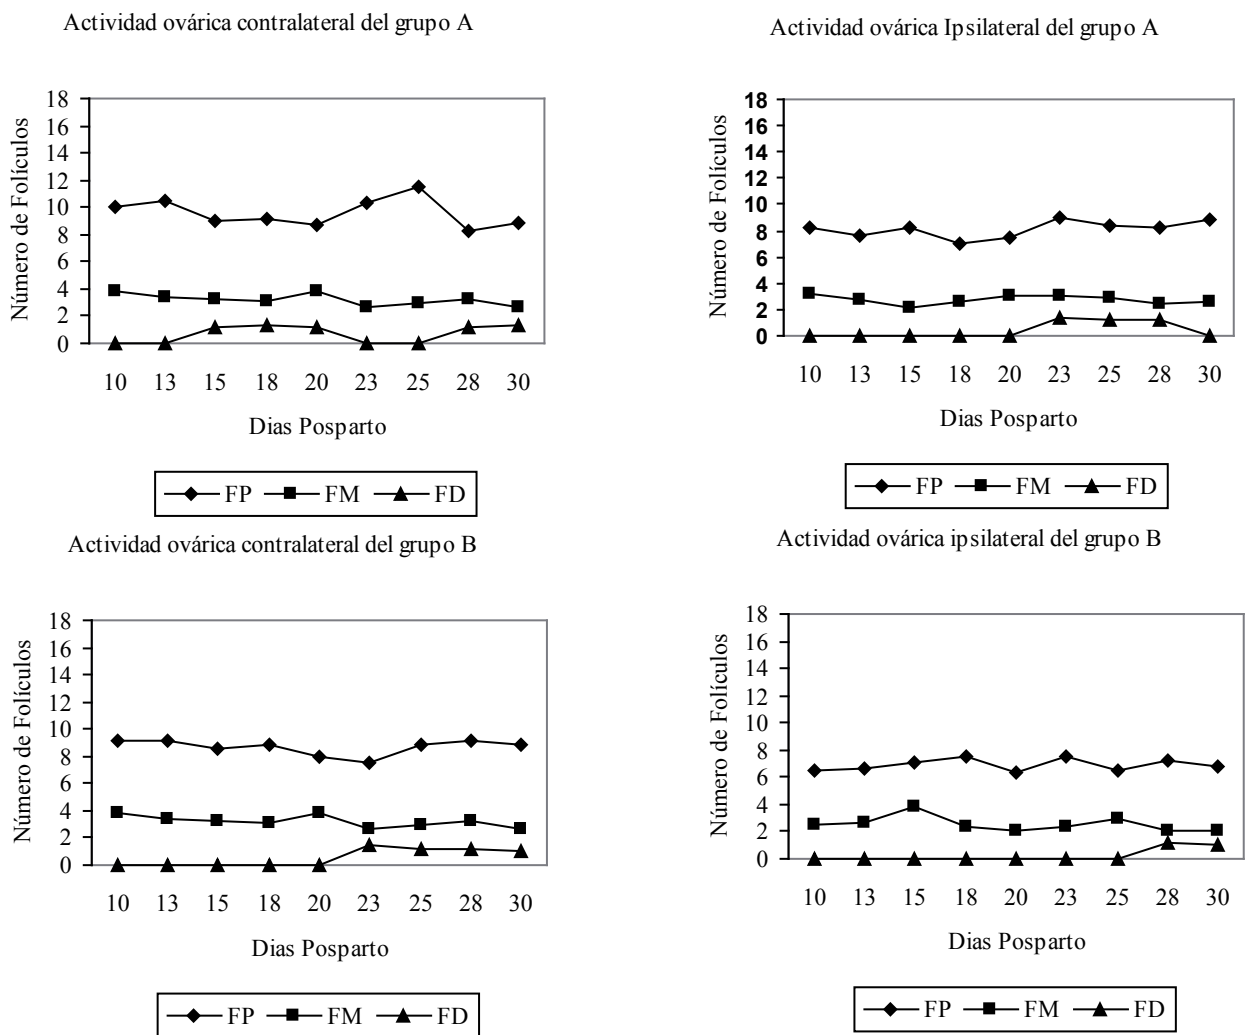 Actividad ovárica contralateral del grupo A
Número de Folículos
18
16
14
12
10
8
6
4
2
0
10 13 15 18 20 23 25 28 30
Dias Posparto
FP FM FD
Actividad ovárica Ipsilateral del grupo A
Número de Folículos
18
16
14
12
10
8
6
4
2
0
10 13 15 18 20 23 25 28 30
Dias Posparto
FP FM FD
Actividad ovárica contralateral del grupo B
Número de Folículos
18
16
14
12
10
8
6
4
2
0
10 13 15 18 20 23 25 28 30
Dias Posparto
FP FM FD
Actividad ovárica ipsilateral del grupo B
Número de Folículos
18
16
14
12
10
8
6
4
2
0
10 13 15 18 20 23 25 28 30
Dias Posparto
FP FM FD